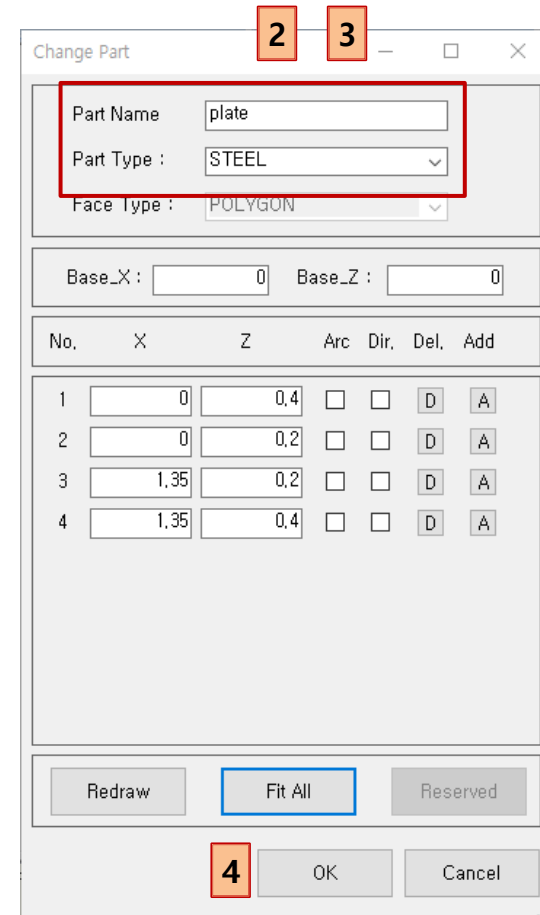 2 3
Change Part
Part Name plate
Part Type : STEEL
Face Type : POLYGON
Base_X : 0 Base_Z : 0
No. X Z Arc Dir. Del. Add
1 0 0.4 D A
2 0 0.2 D A
3 1.35 0.2 D A
4 1.35 0.4 D A
Redraw Fit All Reserved
4 OK Cancel